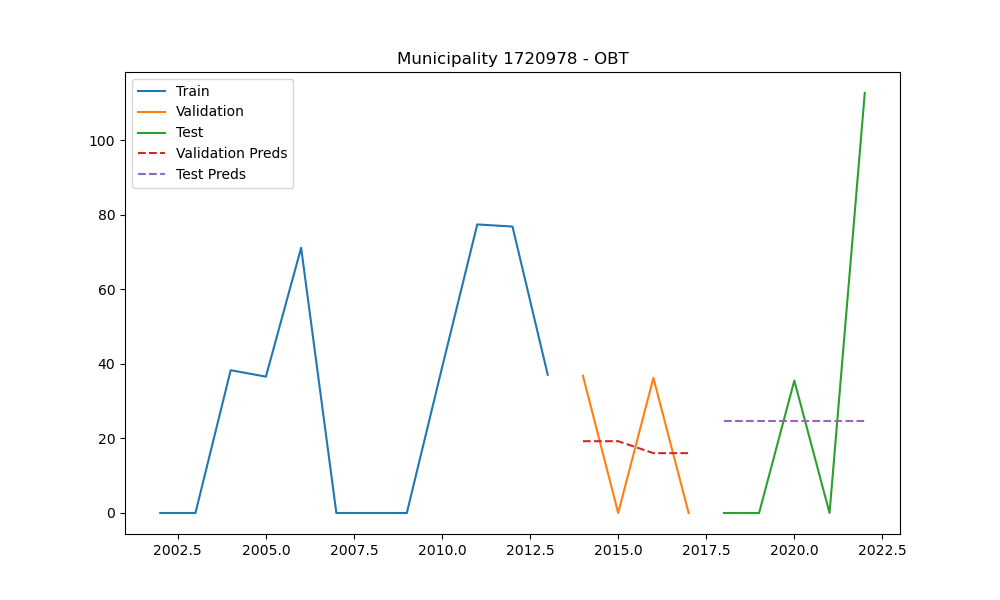 Municipality 1720978 - OBT
Train
Validation
Test
Validation Preds
Test Preds
100
80
60
40
20
0
2002.5 2005.0 2007.5 2010.0 2012.5 2015.0 2017.5 2020.0 2022.5